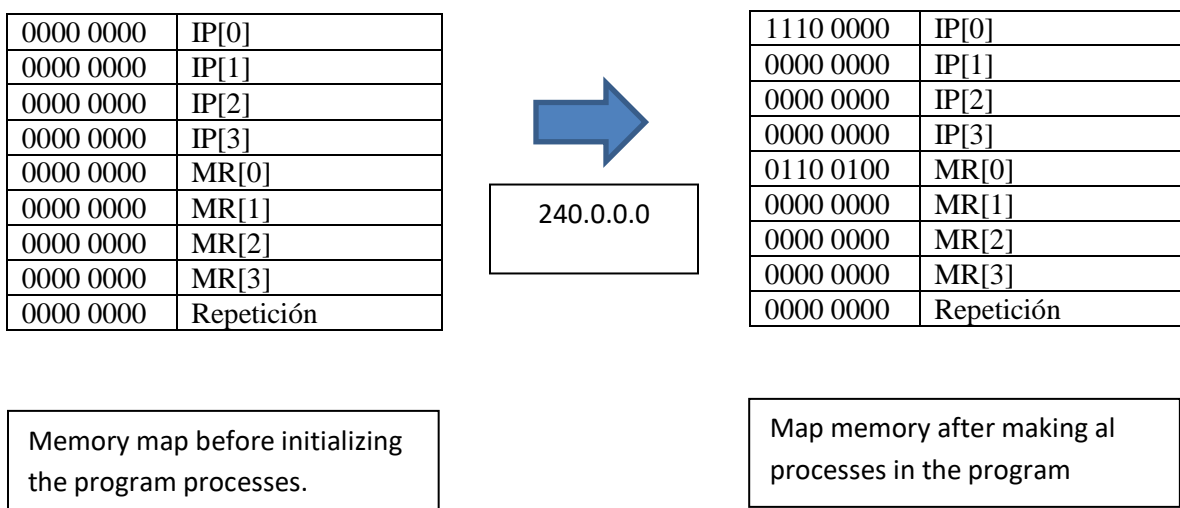 0000 0000 IP[0]
0000 0000 IP[1]
0000 0000 IP[2]
0000 0000 IP[3]
0000 0000 MR[0]
0000 0000 MR[1]
0000 0000 MR[2]
0000 0000 MR[3]
0000 0000 Repetición
240.0.0.0
1110 0000 IP[0]
0000 0000 IP[1]
0000 0000 IP[2]
0000 0000 IP[3]
0110 0100 MR[0]
0000 0000 MR[1]
0000 0000 MR[2]
0000 0000 MR[3]
0000 0000 Repetición
Memory map before initializing
the program processes.
Map memory after making al
processes in the program